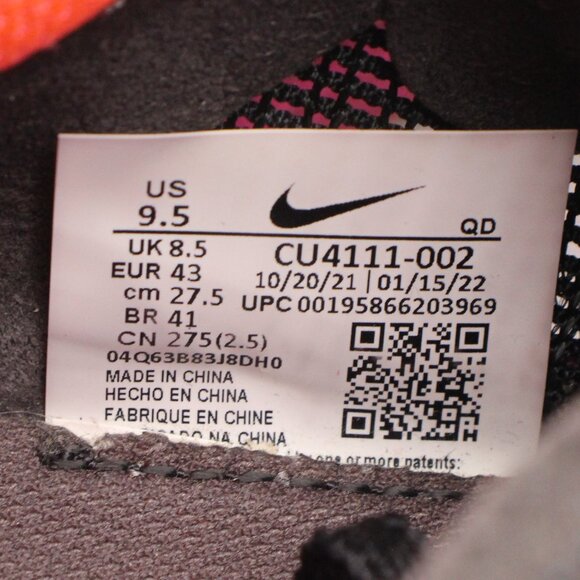 US
9.5
QD
UK 8.5
EUR 43
cm 27.5
BR 41
CN 275(2.5)
04Q63B83J8DH0
CU4111-002
10/20/21 | 01/15/22
UPC 00195866203969
MADE IN CHINA
HECHO EN CHINA
FABRIQUE EN CHINE
NA CHINA
one or more patents:
H